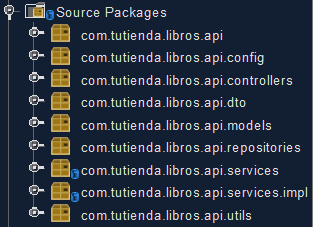 Source Packages
com.tutienda.libros.api
com.tutienda.libros.api.config
com.tutienda.libros.api.controllers
com.tutienda.libros.api.dto
com.tutienda.libros.api.models
com.tutienda.libros.api.repositories
com.tutienda.libros.api.services
com.tutienda.libros.api.services.impl
com.tutienda.libros.api.utils